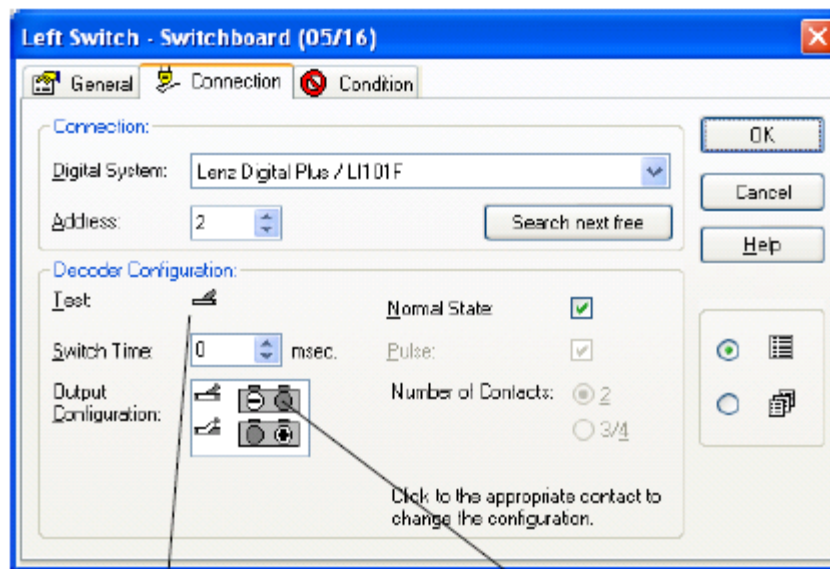 Left Switch - Switchboard (05/16)
General Connection Condition
Connection:
Digital System: Lenz Digital Plus / LI101F
Address: 2 Search next free
OK
Cancel
Help
Decoder Configuration:
Test: Normal State:
Switch Time: 0 msec. Pulse:
Output Configuration: Number of Contacts: 2
3/4
Click to the appropriate contact to
change the configuration.